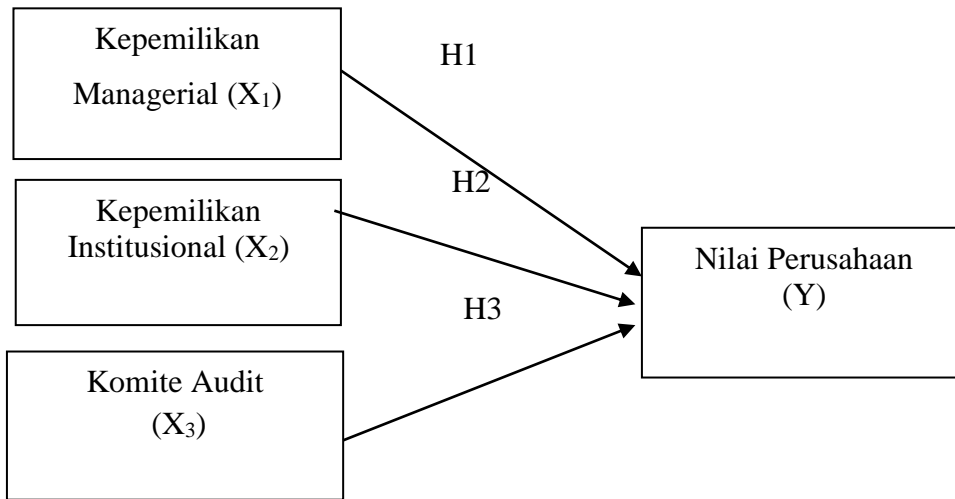 Kepemilikan
Managerial (X₁)
H1
H2
Kepemilikan
Institusional (X₂)
Nilai Perusahaan
(Y)
H3
Komite Audit
(X₃)